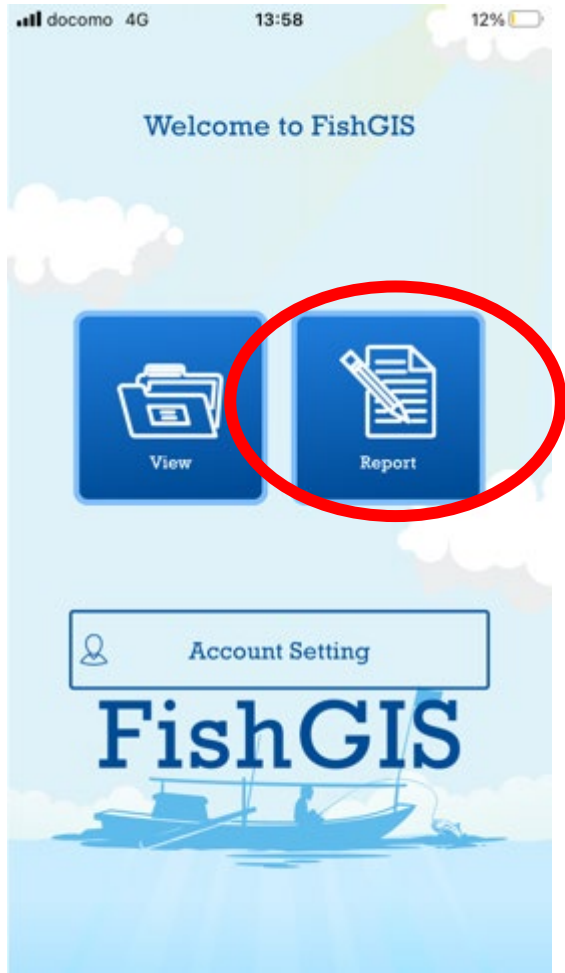 docomo 4G 13:58 12%
Welcome to FishGIS
View Report
Account Setting
FishGIS